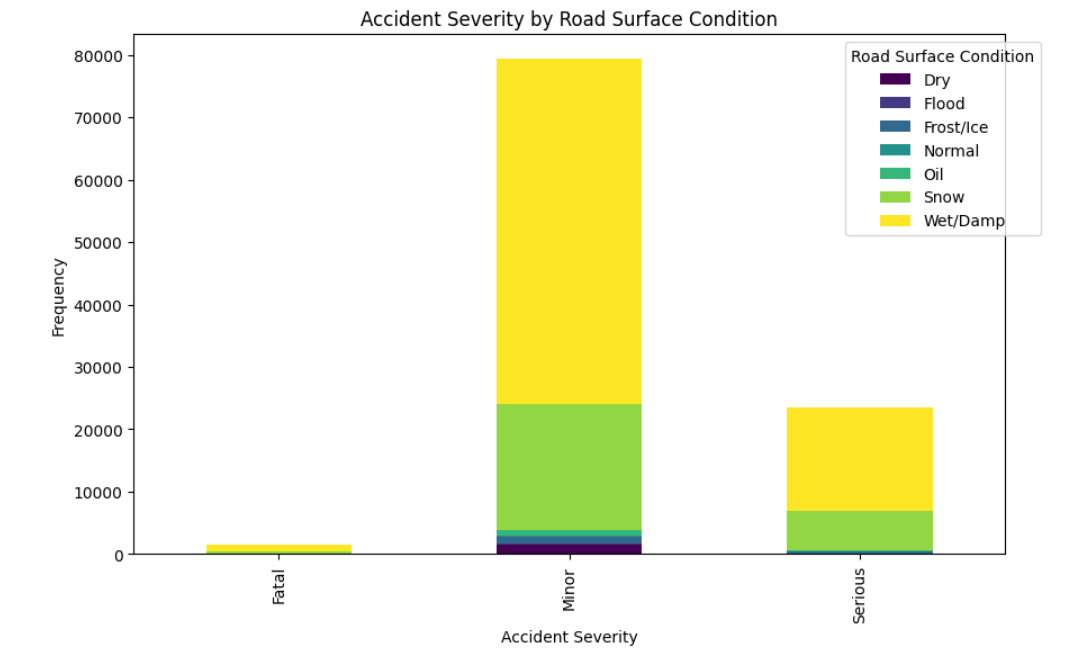 Accident Severity by Road Surface Condition
80000
70000
60000
50000
40000
30000
20000
10000
0
Frequency
Fatal
Minor
Serious
Accident Severity
Road Surface Condition
Dry
Flood
Frost/Ice
Normal
Oil
Snow
Wet/Damp